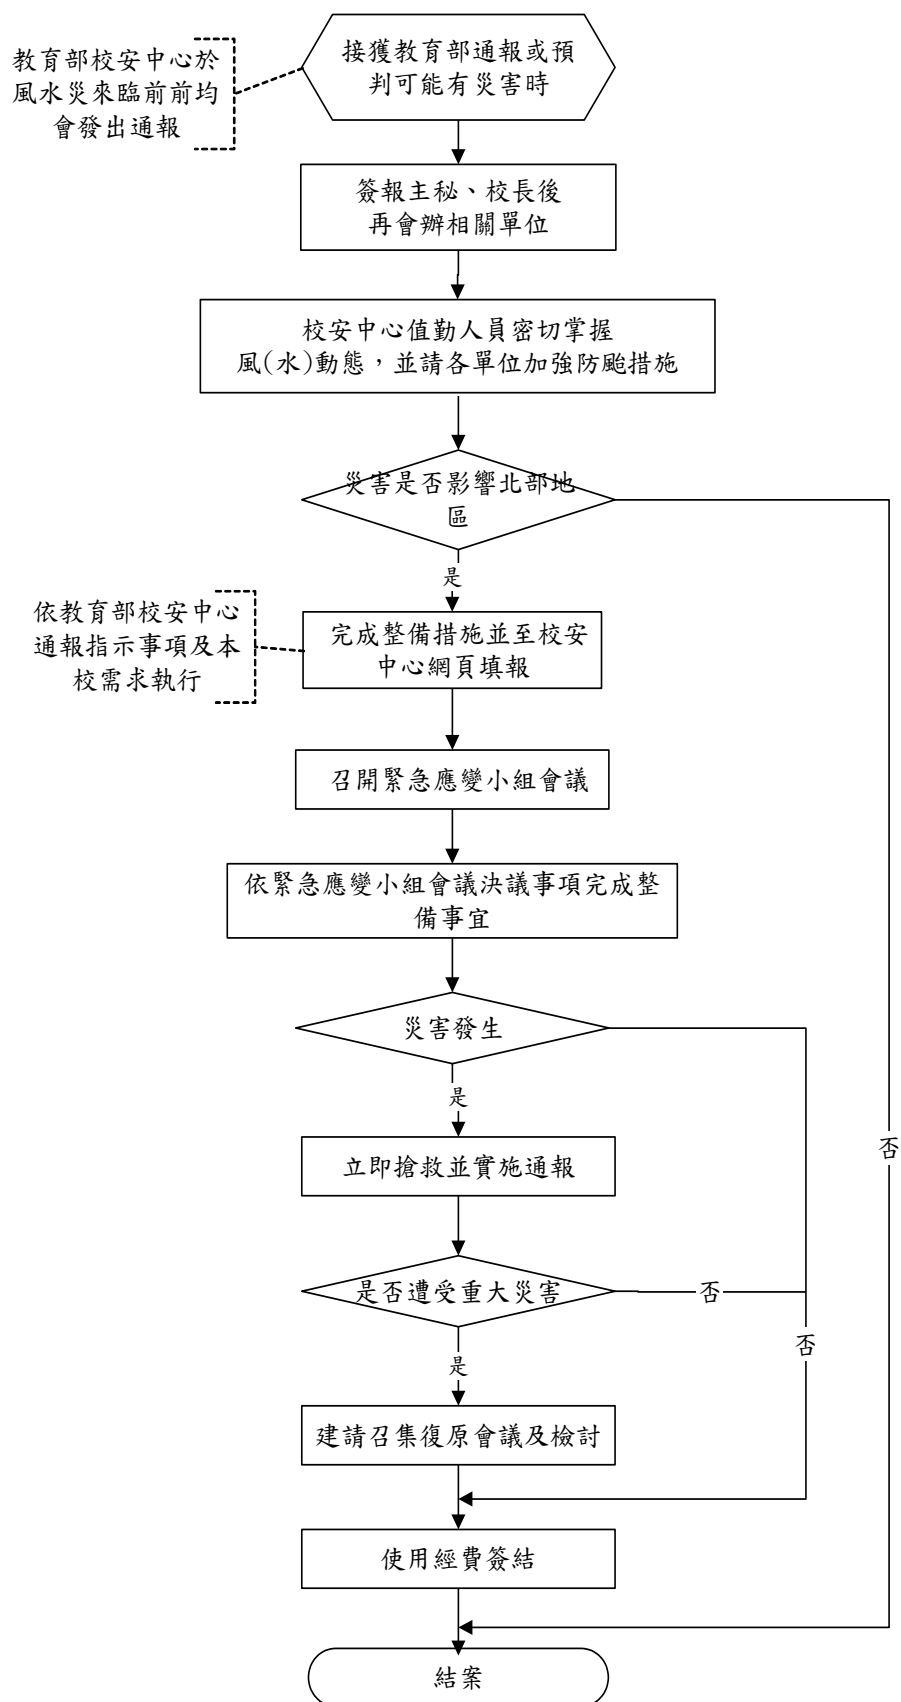 接獲教育部通報或預
判可能有災害時
教育部校安中心於
風水災來臨前前均
會發出通報
簽報主秘、校長後
再會辦相關單位
校安中心值勤人員密切掌握
風(水)動態，並請各單位加強防颱措施
災害是否影響北部地
區
是
依教育部校安中心
通報指示事項及本
校需求執行
完成整備措施並至校安
中心網頁填報
召開緊急應變小組會議
依緊急應變小組會議決議事項完成整
備事宜
災害發生
是
否
立即搶救並實施通報
是否遭受重大災害
否
否
是
建請召集復原會議及檢討
使用經費簽結
結案